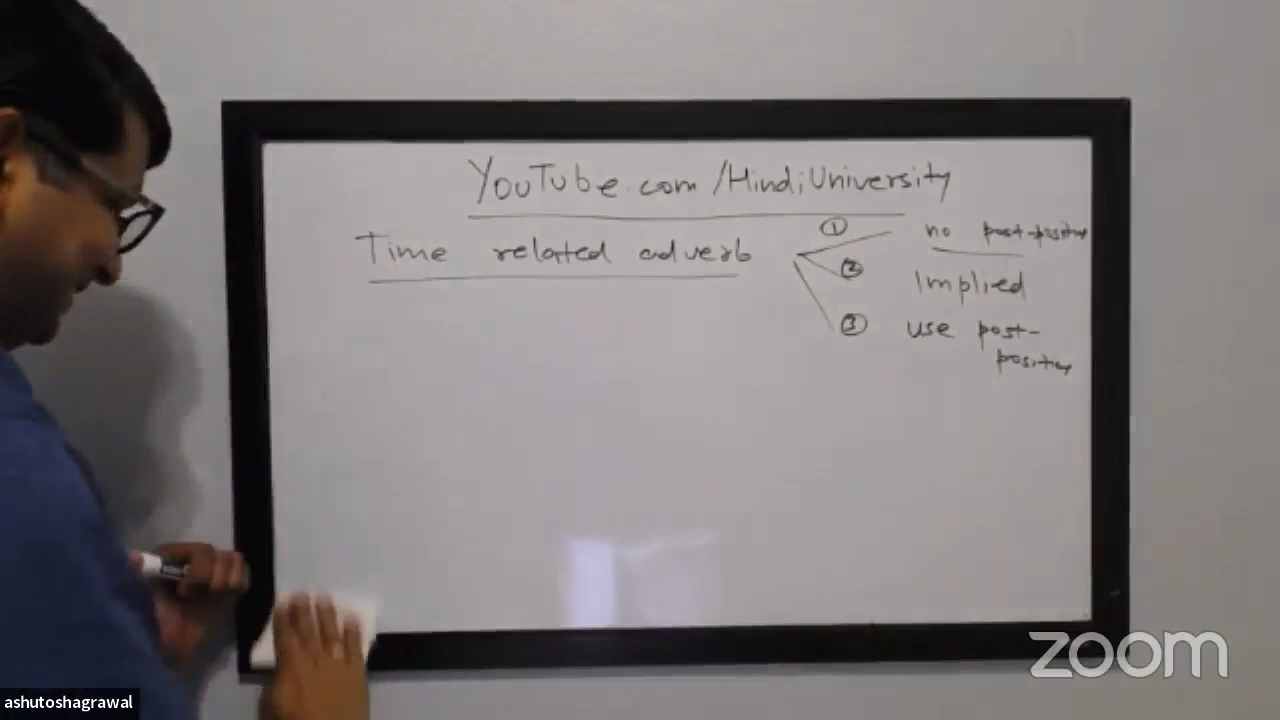 YouTube.com/HindiUniversity
Time related adverb
① no post-position
② Implied
③ use post-
position
zoom
ashutoshagrawal